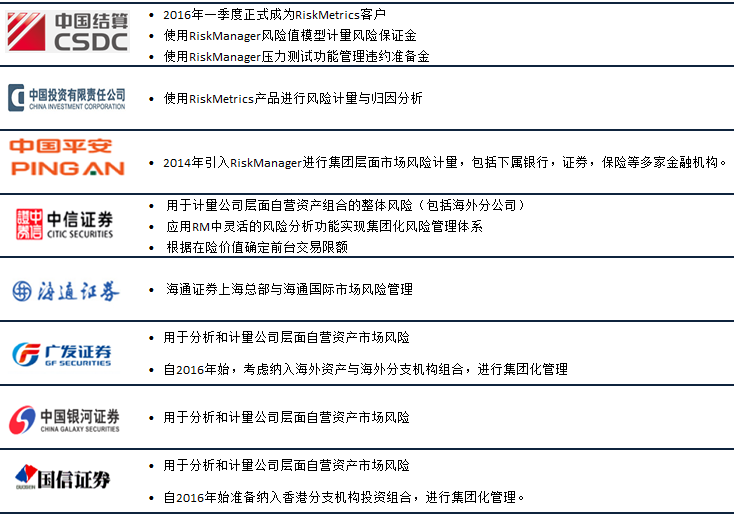 中国结算
CSDC
• 2016年一季度正式成为RiskMetrics客户
• 使用RiskManager风险值模型计量风险保证金
• 使用RiskManager压力测试功能管理违约准备金
中国投资有限责任公司
CHINA INVESTMENT CORPORATION
• 使用RiskMetrics产品进行风险计量与归因分析
中国平安
PING AN
• 2014年引入RiskManager进行集团层面市场风险计量，包括下属银行，证券，保险等多家金融机构。
中信證券
中信证券
CITIC SECURITIES
• 用于计量公司层面自营资产组合的整体风险（包括海外分公司）
• 应用RM中灵活的风险分析功能实现集团化风险管理体系
• 根据在险价值确定前台交易限额
海通证券
• 海通证券上海总部与海通国际市场风险管理
广发证券
GF SECURITIES
• 用于分析和计量公司层面自营资产市场风险
• 自2016年始，考虑纳入海外资产与海外分支机构组合，进行集团化管理
中国银河证券
CHINA GALAXY SECURITIES
• 用于分析和计量公司层面自营资产市场风险
GUOSEN
国信证券
• 用于分析和计量公司层面自营资产市场风险
• 自2016年始准备纳入香港分支机构投资组合，进行集团化管理。